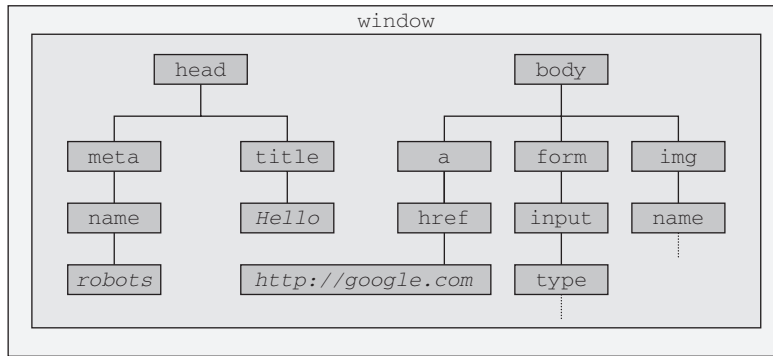 window
head body
meta title a form img
name Hello href input name
robots http://google.com type